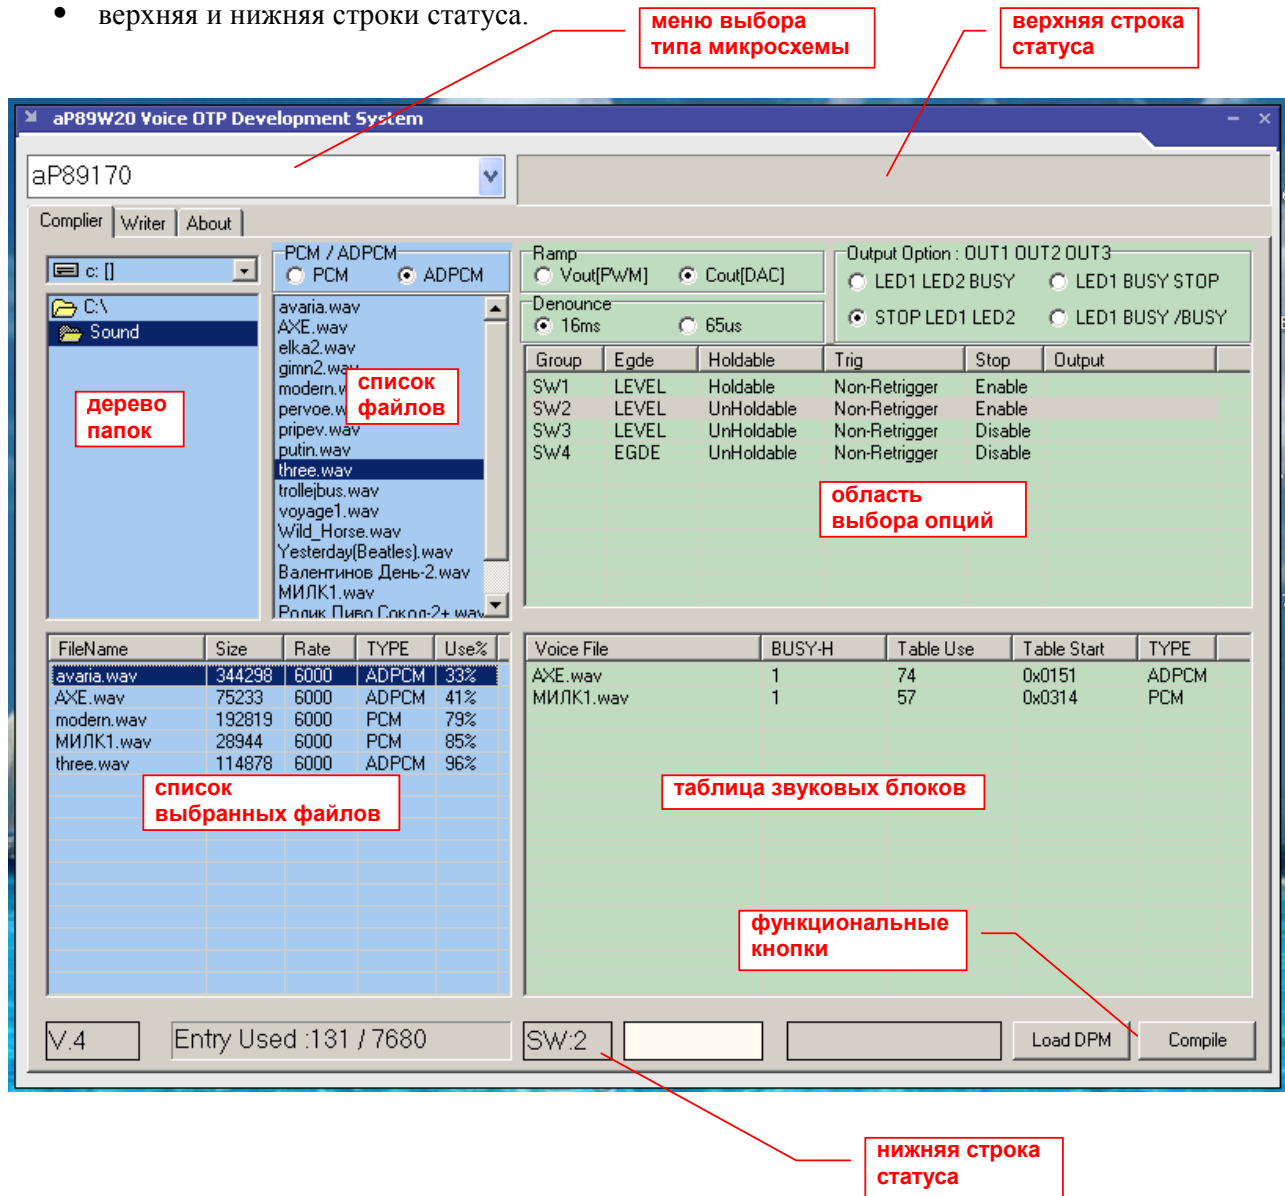 • верхняя и нижняя строки статуса.
меню выбора
типа микросхемы
верхняя строка
статуса
aP89W20 Voice OTP Development System
aP89170
Complier Writer About
c: []
C:\
Sound
дерево
папок
PCM / ADPCM
PCM ADPCM
avaria.wav
AXE.wav
elka2.wav
gimn2.wav
modern.w
pervoe.w
pripev.wav
putin.wav
three.wav
trollejbus.wav
voyage1.wav
Wild_Horse.wav
Yesterday(Beatles).wav
Валентинов День-2.wav
МИЛК1.wav
Ролик Пиво Сокол-2+.wav
список
файлов
Ramp
Vout[PWM] Cout[DAC]
Denounce
16ms 65us
Output Option : OUT1 OUT2 OUT3
LED1 LED2 BUSY LED1 BUSY STOP
STOP LED1 LED2 LED1 BUSY /BUSY
Group Egde Holdable Trig Stop Output
SW1 LEVEL Holdable Non-Retrigger Enable
SW2 LEVEL UnHoldable Non-Retrigger Enable
SW3 LEVEL UnHoldable Non-Retrigger Disable
SW4 EGDE UnHoldable Non-Retrigger Disable
область
выбора опций
FileName Size Rate TYPE Use%
avaria.wav 344298 6000 ADPCM 33%
AXE.wav 75233 6000 ADPCM 41%
modern.wav 192819 6000 PCM 79%
МИЛК1.wav 28944 6000 PCM 85%
three.wav 114878 6000 ADPCM 96%
список
выбранных файлов
Voice File BUSY-H Table Use Table Start TYPE
AXE.wav 1 74 0x0151 ADPCM
МИЛК1.wav 1 57 0x0314 PCM
таблица звуковых блоков
функциональные
кнопки
V.4 Entry Used :131 / 7680 SW:2 Load DPM Compile
нижняя строка
статуса